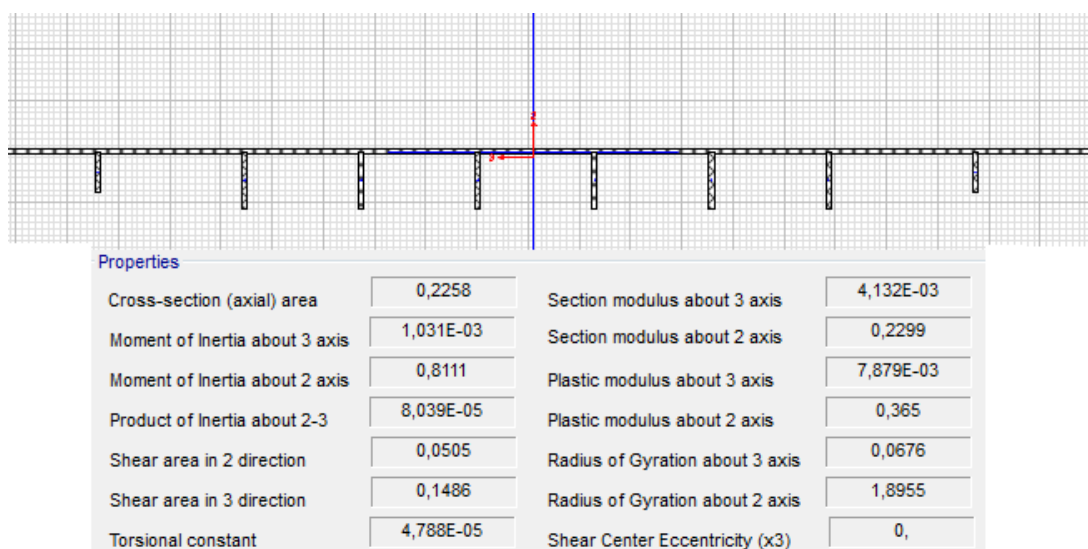 2
3
Properties
Cross-section (axial) area 0,2258 Section modulus about 3 axis 4,132E-03
Moment of Inertia about 3 axis 1,031E-03 Section modulus about 2 axis 0,2299
Moment of Inertia about 2 axis 0,8111 Plastic modulus about 3 axis 7,879E-03
Product of Inertia about 2-3 8,039E-05 Plastic modulus about 2 axis 0,365
Shear area in 2 direction 0,0505 Radius of Gyration about 3 axis 0,0676
Shear area in 3 direction 0,1486 Radius of Gyration about 2 axis 1,8955
Torsional constant 4,788E-05 Shear Center Eccentricity (x3) 0,